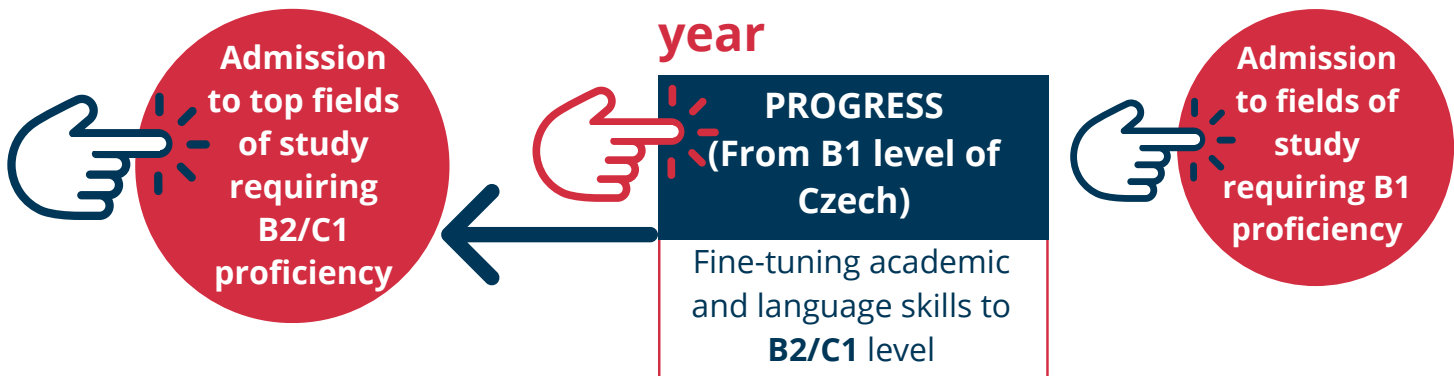 Admission
to top fields
of study
requiring
B2/C1
proficiency
year
PROGRESS
(From B1 level of
Czech)
Fine-tuning academic
and language skills to
B2/C1 level
Admission
to fields of
study
requiring B1
proficiency